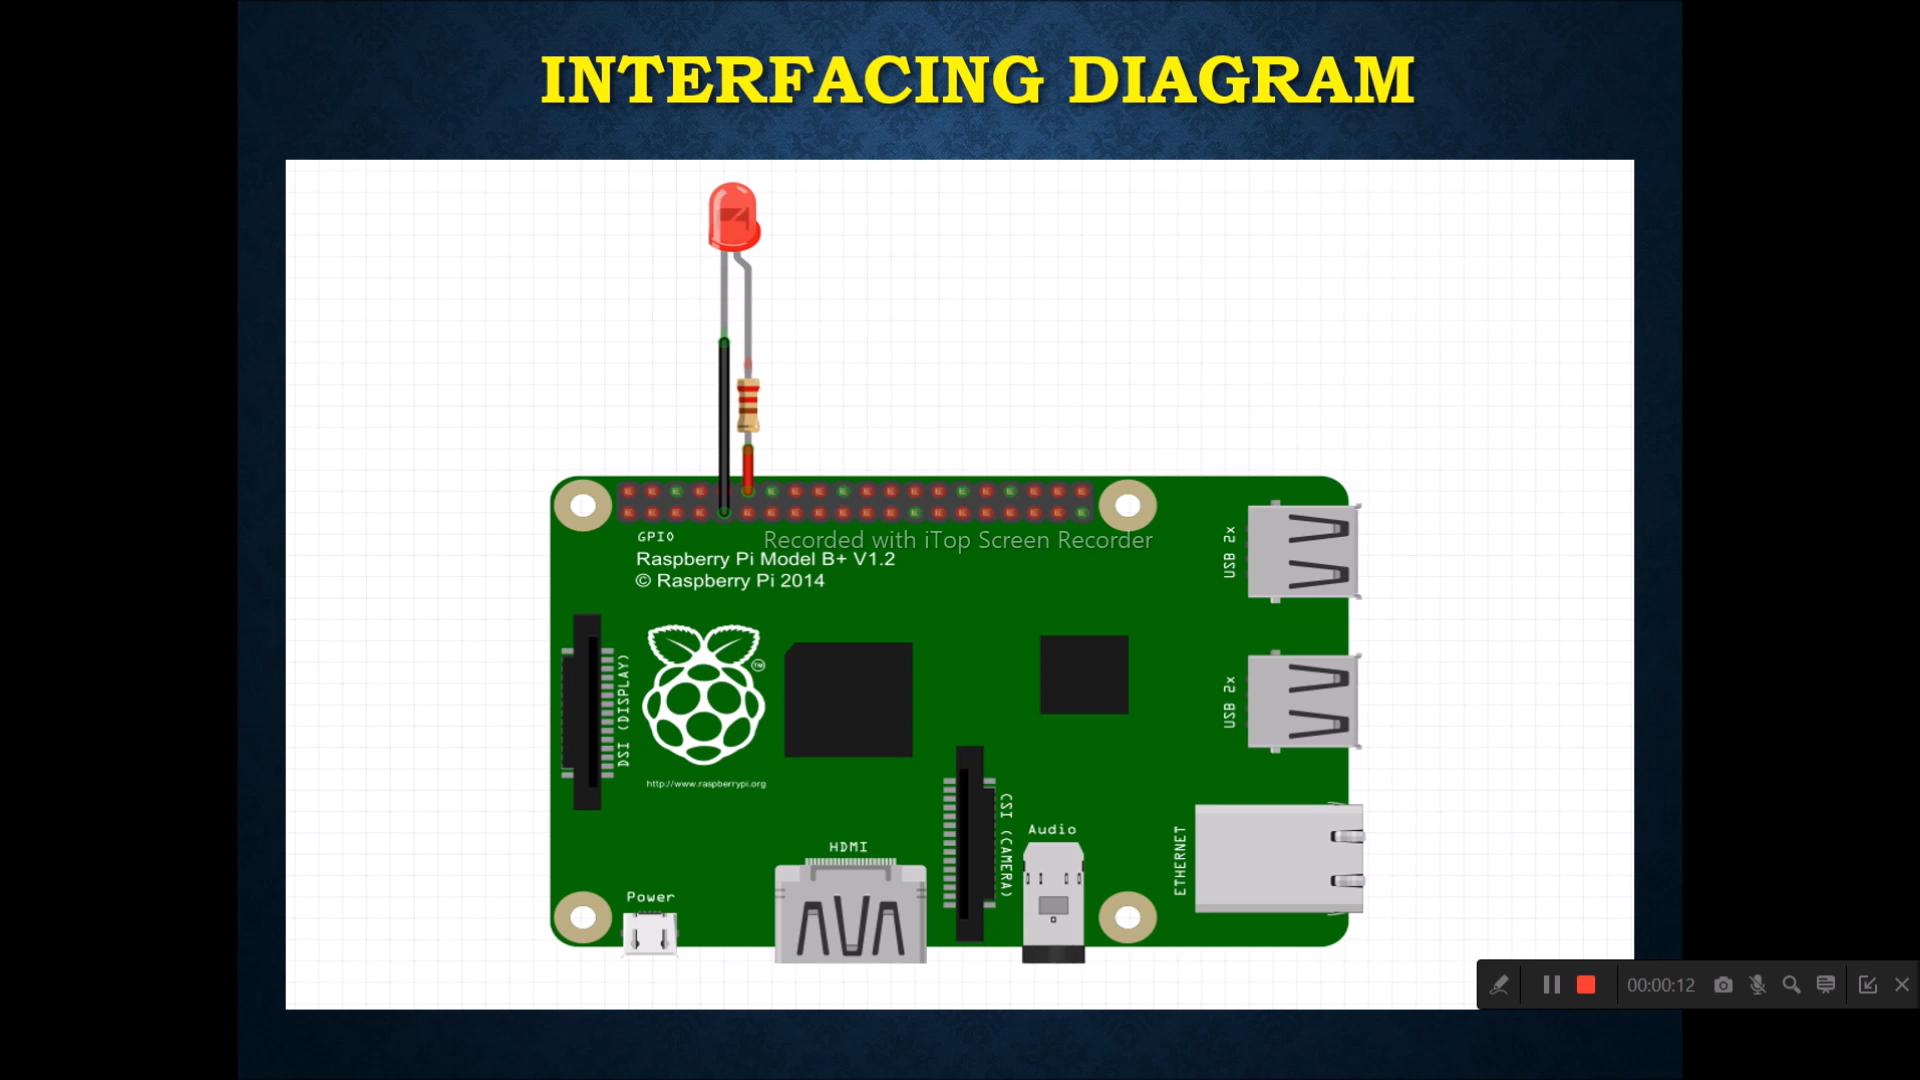 INTERFACING DIAGRAM
GPIO
Recorded with iTop Screen Recorder
Raspberry Pi Model B+ V1.2
© Raspberry Pi 2014
USB 2x
DSI (DISPLAY)
TM
USB 2x
http://www.raspberrypi.org
CSI (CAMERA)
Audio
ETHERNET
HDMI
Power
00:00:12